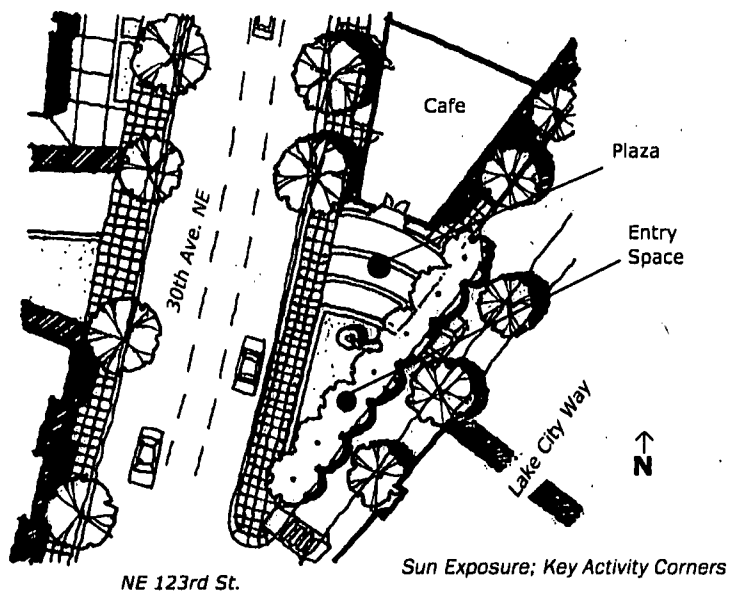 Cafe
Plaza
Entry
Space
30th Ave. NE
Lake City Way
N
Sun Exposure; Key Activity Corners
NE 123rd St.